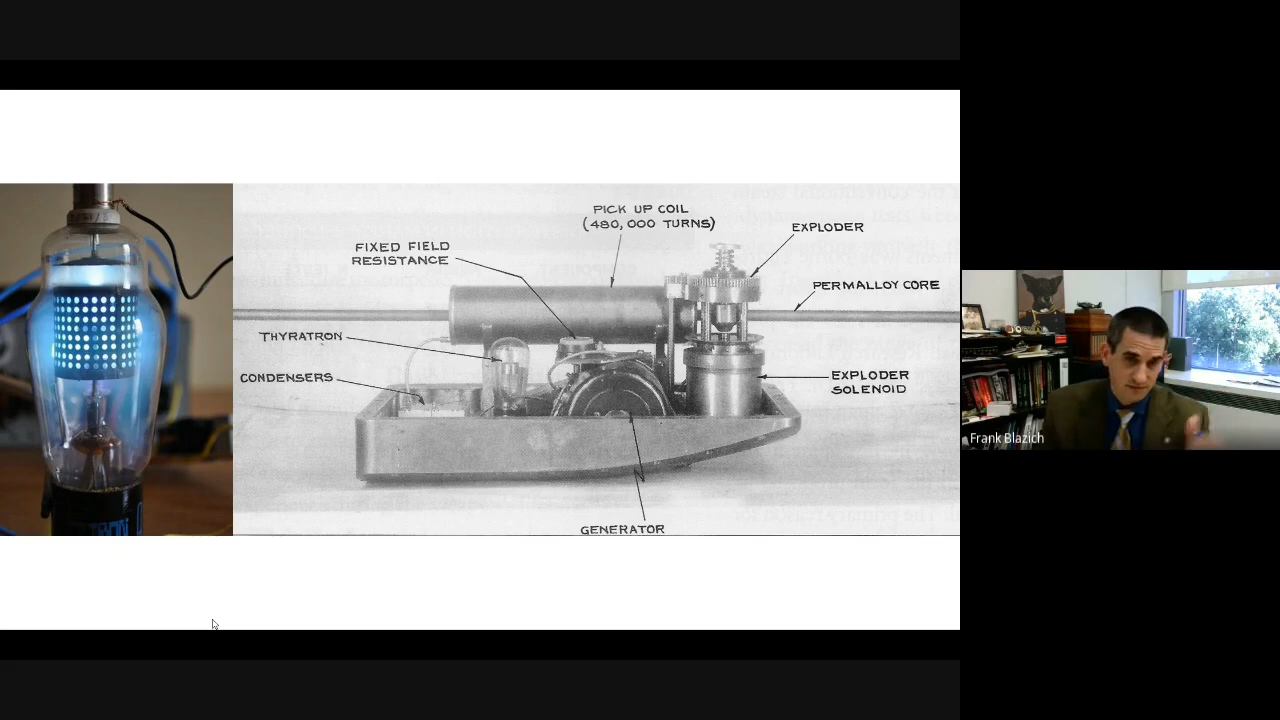 PICK UP COIL
(480,000 TURNS)
EXPLODER
FIXED FIELD
RESISTANCE
PERMALLOY CORE
THYRATRON
CONDENSERS
EXPLODER
SOLENOID
GENERATOR
Frank Blazich